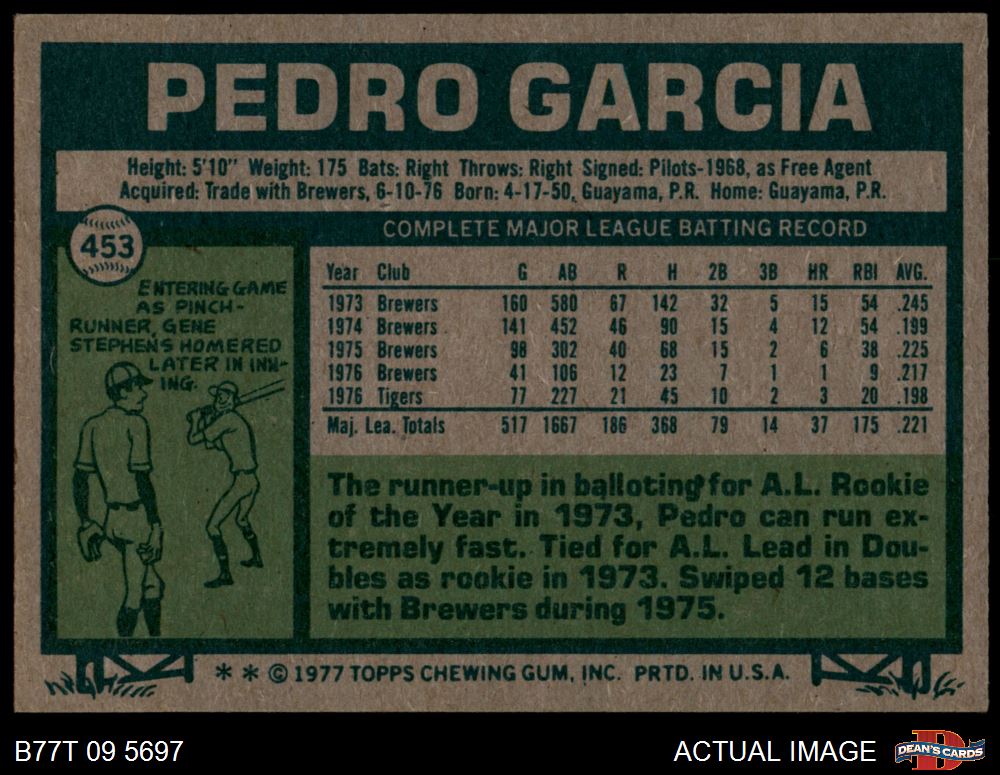 PEDRO GARCIA
Height: 5'10" Weight: 175 Bats: Right Throws: Right Signed: Pilots-1968, as Free Agent
Acquired: Trade with Brewers, 6-10-76 Born: 4-17-50, Guayama, P.R. Home: Guayama, P.R.
453
ENTERING GAME
AS PINCH-
RUNNER, GENE
STEPHENS HOMERED
LATER IN INN-
ING.
COMPLETE MAJOR LEAGUE BATTING RECORD
Year Club G AB R H 2B 3B HR RBI AVG.
1973 Brewers 160 580 67 142 32 5 15 54 .245
1974 Brewers 141 452 46 90 15 4 12 54 .199
1975 Brewers 98 302 40 68 15 2 6 38 .225
1976 Brewers 41 106 12 23 7 1 1 9 .217
1976 Tigers 77 227 21 45 10 2 3 20 .198
Maj. Lea. Totals 517 1667 186 368 79 14 37 175 .221
The runner-up in balloting for A.L. Rookie
of the Year in 1973, Pedro can run ex-
tremely fast. Tied for A.L. Lead in Dou-
bles as rookie in 1973. Swiped 12 bases
with Brewers during 1975.
* * © 1977 TOPPS CHEWING GUM, INC. PRTD. IN U.S.A.
B77T 09 5697
ACTUAL IMAGE
D
DEAN'S CARDS